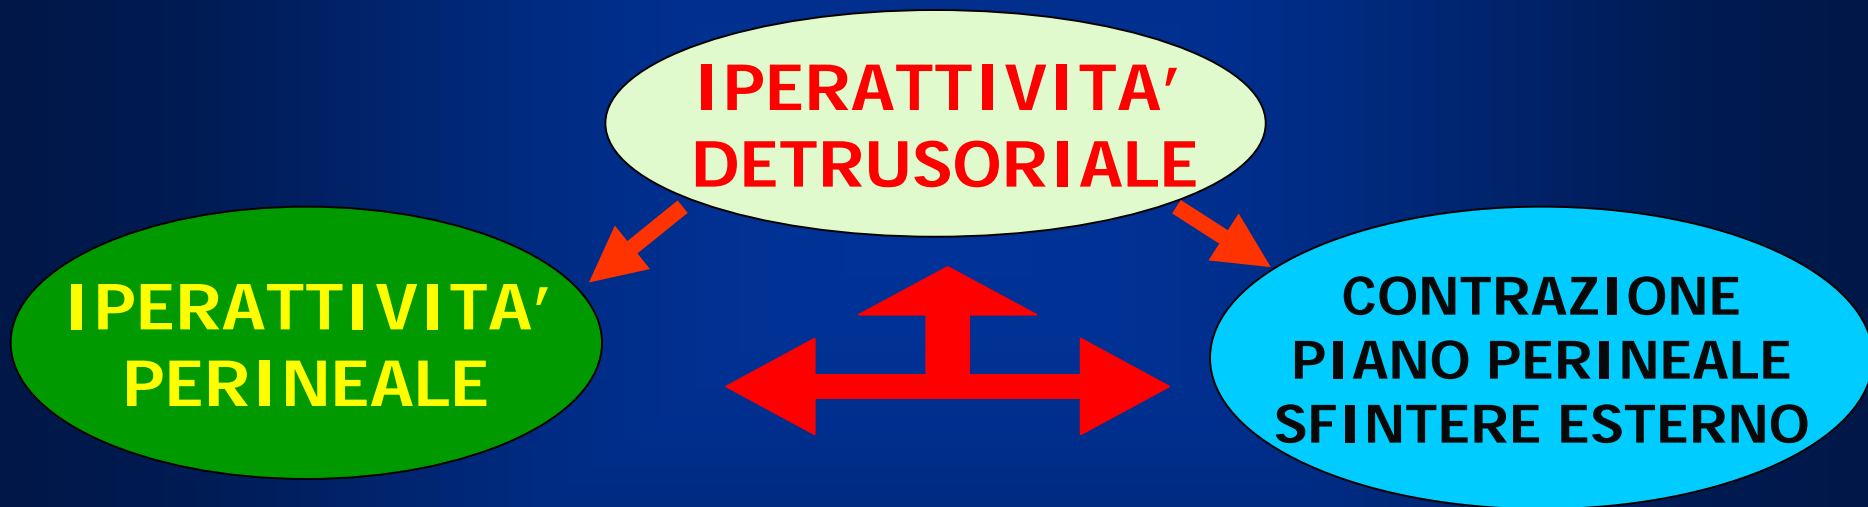 IPERATTIVITA’
DETRUSORIALE
IPERATTIVITA’
PERINEALE
CONTRAZIONE
PIANO PERINEALE
SFINTERE ESTERNO